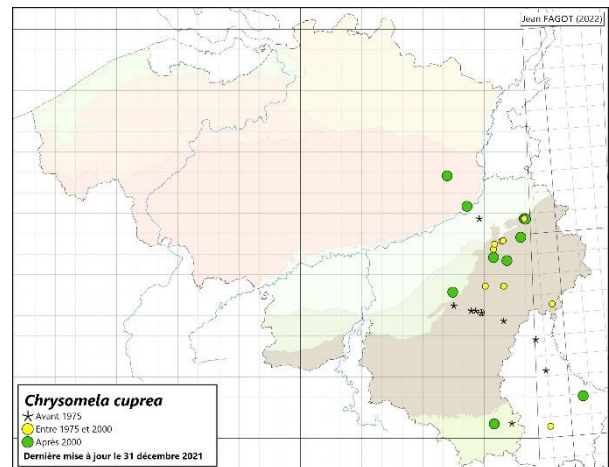 Jean FAGOT (2022)
Chrysomela cuprea
Avant 1975
Entre 1975 et 2000
Après 2000
Dernière mise à jour le 31 décembre 2021